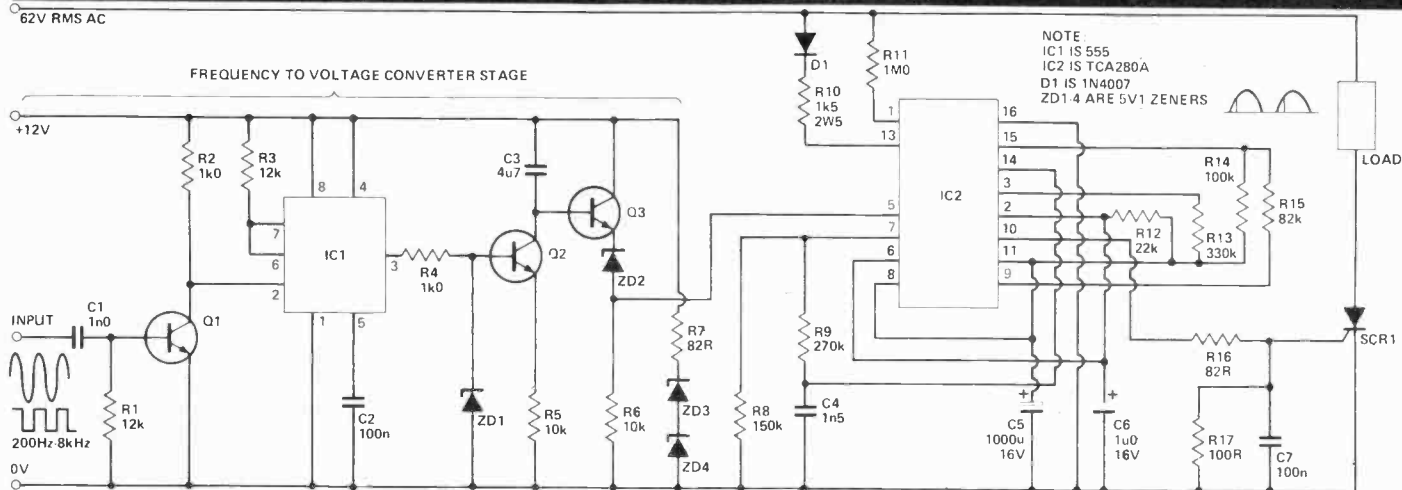 62V RMS AC
NOTE:
IC1 IS 555
IC2 IS TCA280A
D1 IS 1N4007
ZD1-4 ARE 5V1 ZENERS
FREQUENCY TO VOLTAGE CONVERTER STAGE
+12V
R2
1k0
R3
12k
8
4
7
6
2
IC1
3
1
5
C1
1n0
INPUT
200Hz-8kHz
0V
R1
12k
Q1
C2
100n
R4
1k0
ZD1
Q2
C3
4u7
Q3
ZD2
R5
10k
R6
10k
R7
82R
ZD3
ZD4
D1
R10
1k5
2W5
R11
1M0
1
13
5
7
6
8
IC2
16
15
14
3
2
10
11
9
R8
150k
R9
270k
C4
1n5
R12
22k
R13
330k
R14
100k
R15
82k
LOAD
R16
82R
SCR1
+
C5
1000u
16V
+
C6
1u0
16V
R17
100R
C7
100n